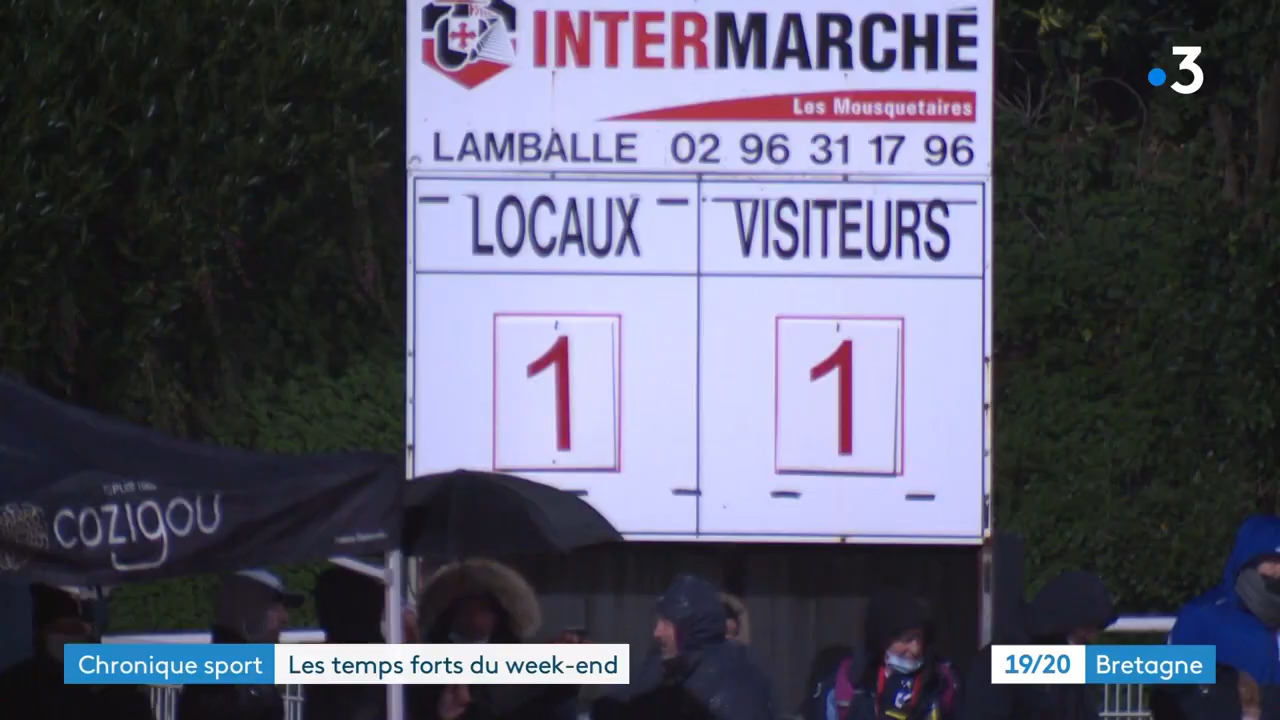 INTERMARCHÉ
3
Les Mousquetaires
LAMBALLE 02 96 31 17 96
LOCAUX VISITEURS
1 1
cozigou
Chronique sport Les temps forts du week-end
19/20 Bretagne